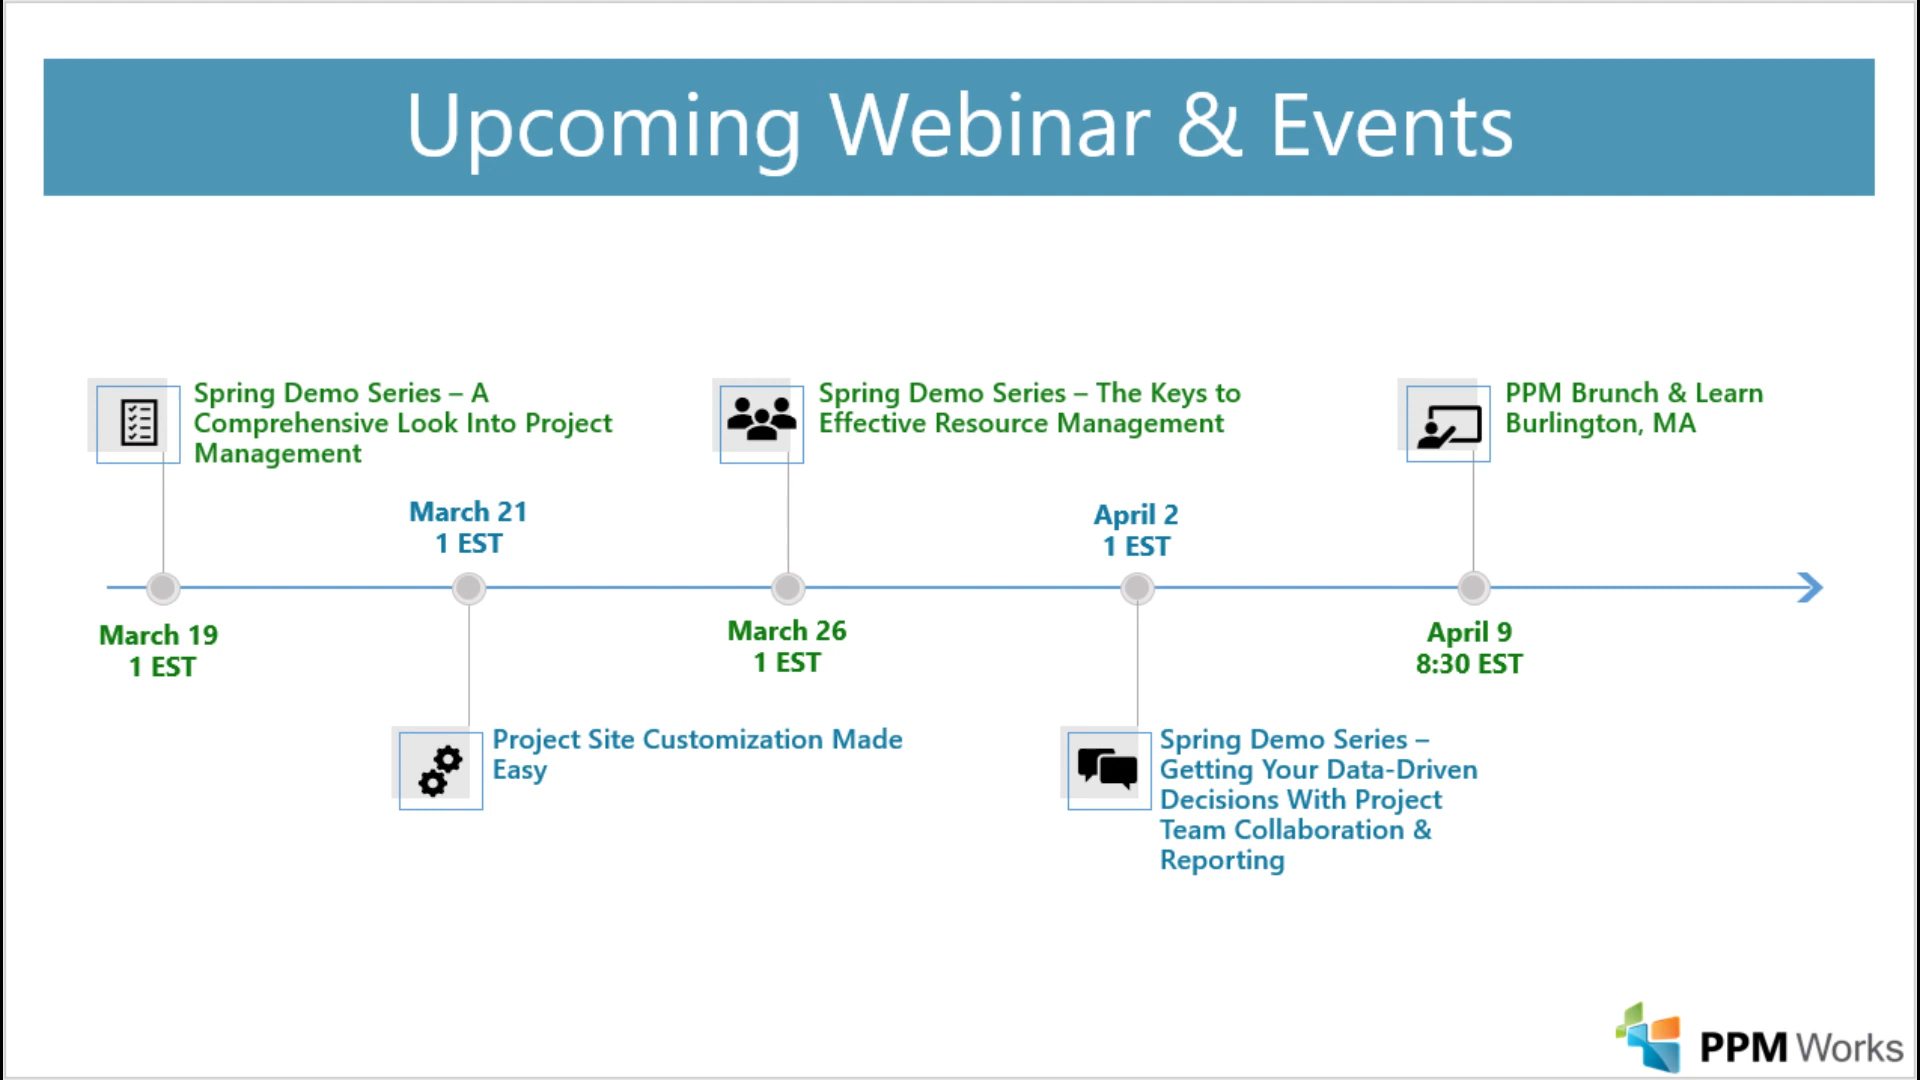 Upcoming Webinar & Events
Spring Demo Series – A
Comprehensive Look Into Project
Management
March 19
1 EST
March 21
1 EST
Project Site Customization Made
Easy
Spring Demo Series – The Keys to
Effective Resource Management
March 26
1 EST
April 2
1 EST
Spring Demo Series –
Getting Your Data-Driven
Decisions With Project
Team Collaboration &
Reporting
PPM Brunch & Learn
Burlington, MA
April 9
8:30 EST
PPM Works